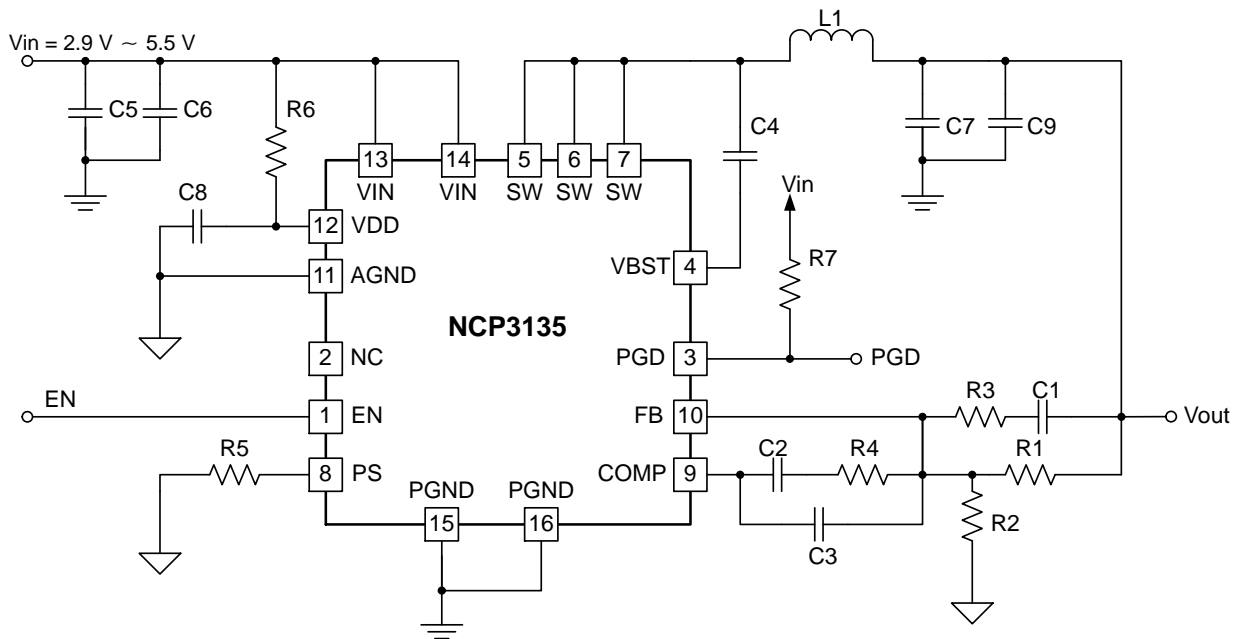 L1
Vin = 2.9 V ~ 5.5 V
C5 C6 R6 C4 C7 C9
13 14 5 6 7
VIN VIN SW SW SW
Vin
C8
12 VDD
VBST 4
R7
11 AGND
NCP3135
2 NC
PGD 3
PGD
EN
1 EN
FB 10
R3 C1
Vout
R5
8 PS
COMP 9
C2 R4
R1
PGND PGND
15 16
R2
C3